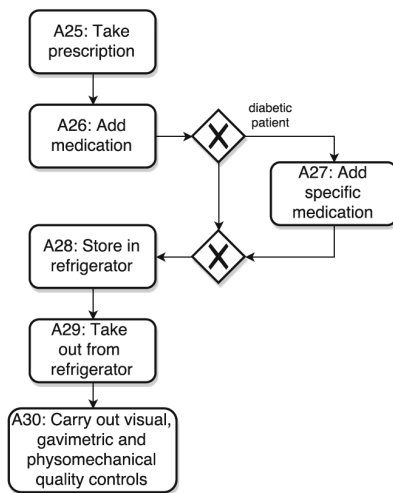 A25: Take
prescription
A26: Add
medication
diabetic
patient
A27: Add
specific
medication
A28: Store in
refrigerator
A29: Take
out from
refrigerator
A30: Carry out visual,
gavimetric and
physomechanical
quality controls